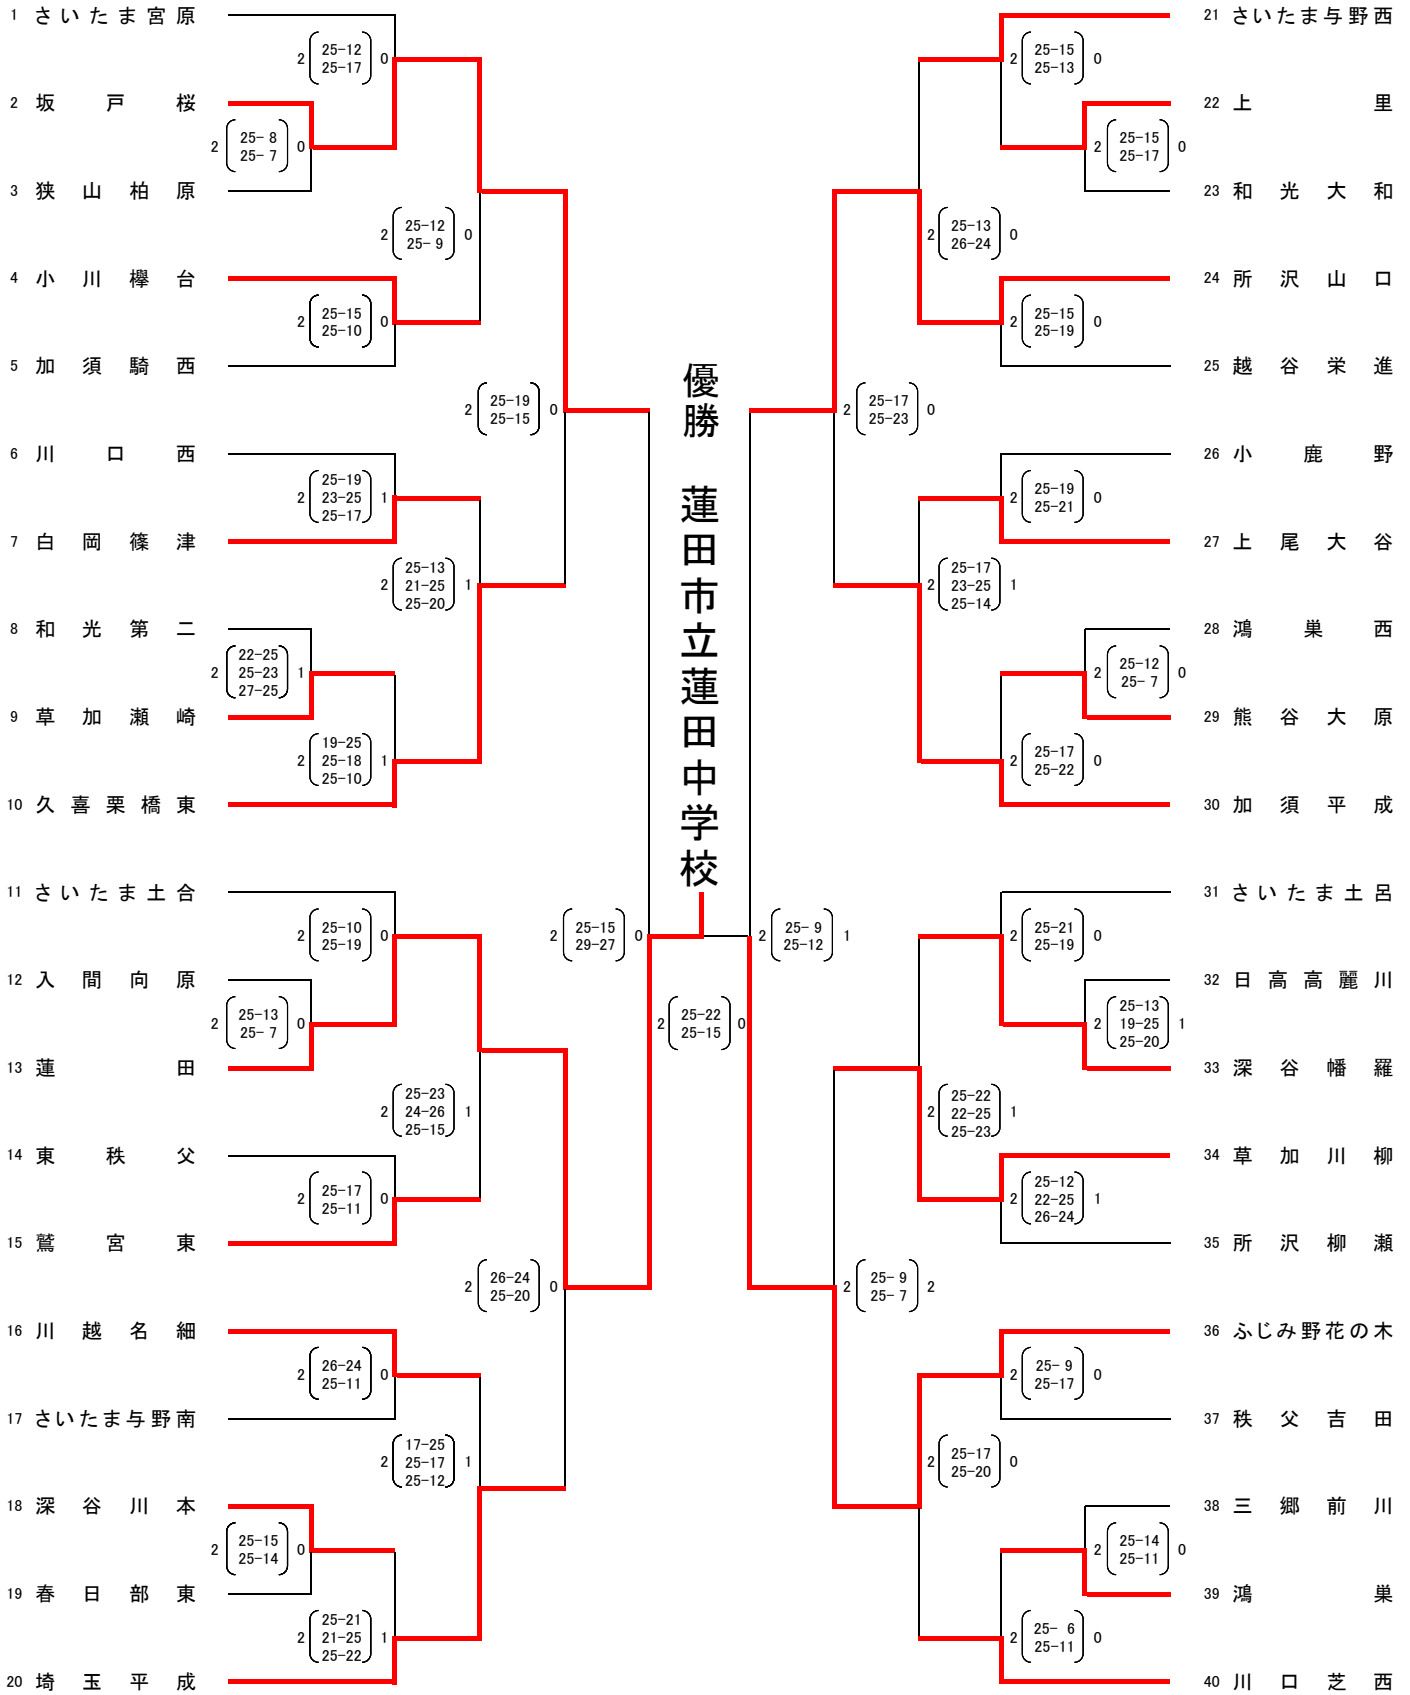 1 さいたま宮原
2 ( 25-12 25-17 ) 0
2 坂戸桜
2 ( 25- 8 25- 7 ) 0
3 狭山柏原
2 ( 25-12 25- 9 ) 0
4 小川欅台
2 ( 25-15 25-10 ) 0
5 加須騎西
2 ( 25-19 25-15 ) 0
6 川口西
2 ( 25-19 23-25 25-17 ) 1
7 白岡篠津
2 ( 25-13 21-25 25-20 ) 1
8 和光第二
2 ( 22-25 25-23 27-25 ) 1
9 草加瀬崎
2 ( 19-25 25-18 25-10 ) 1
10 久喜栗橋東
11 さいたま土合
2 ( 25-10 25-19 ) 0
2 ( 25-15 29-27 ) 0
12 入間向原
2 ( 25-13 25- 7 ) 0
13 蓮田
2 ( 25-23 24-26 25-15 ) 1
14 東秩父
2 ( 25-17 25-11 ) 0
15 鷲宮東
2 ( 26-24 25-20 ) 0
16 川越名細
2 ( 26-24 25-11 ) 0
17 さいたま与野南
2 ( 17-25 25-17 25-12 ) 1
18 深谷川本
2 ( 25-15 25-14 ) 0
19 春日部東
2 ( 25-21 21-25 25-22 ) 1
20 埼玉平成
優勝 蓮田市立蓮田中学校
2 ( 25-22 25-15 ) 0
21 さいたま与野西
2 ( 25-15 25-13 ) 0
22 上里
2 ( 25-15 25-17 ) 0
23 和光大和
2 ( 25-13 26-24 ) 0
24 所沢山口
2 ( 25-15 25-19 ) 0
25 越谷栄進
2 ( 25-17 25-23 ) 0
26 小鹿野
2 ( 25-19 25-21 ) 0
27 上尾大谷
2 ( 25-17 23-25 25-14 ) 1
28 鴻巣西
2 ( 25-12 25- 7 ) 0
29 熊谷大原
2 ( 25-17 25-22 ) 0
30 加須平成
31 さいたま土呂
2 ( 25- 9 25-12 ) 1
2 ( 25-21 25-19 ) 0
32 日高高麗川
2 ( 25-13 19-25 25-20 ) 1
33 深谷幡羅
2 ( 25-22 22-25 25-23 ) 1
34 草加川柳
2 ( 25-12 22-25 26-24 ) 1
35 所沢柳瀬
2 ( 25- 9 25- 7 ) 2
36 ふじみ野花の木
2 ( 25- 9 25-17 ) 0
37 秩父吉田
2 ( 25-17 25-20 ) 0
38 三郷前川
2 ( 25-14 25-11 ) 0
39 鴻巣
2 ( 25- 6 25-11 ) 0
40 川口芝西